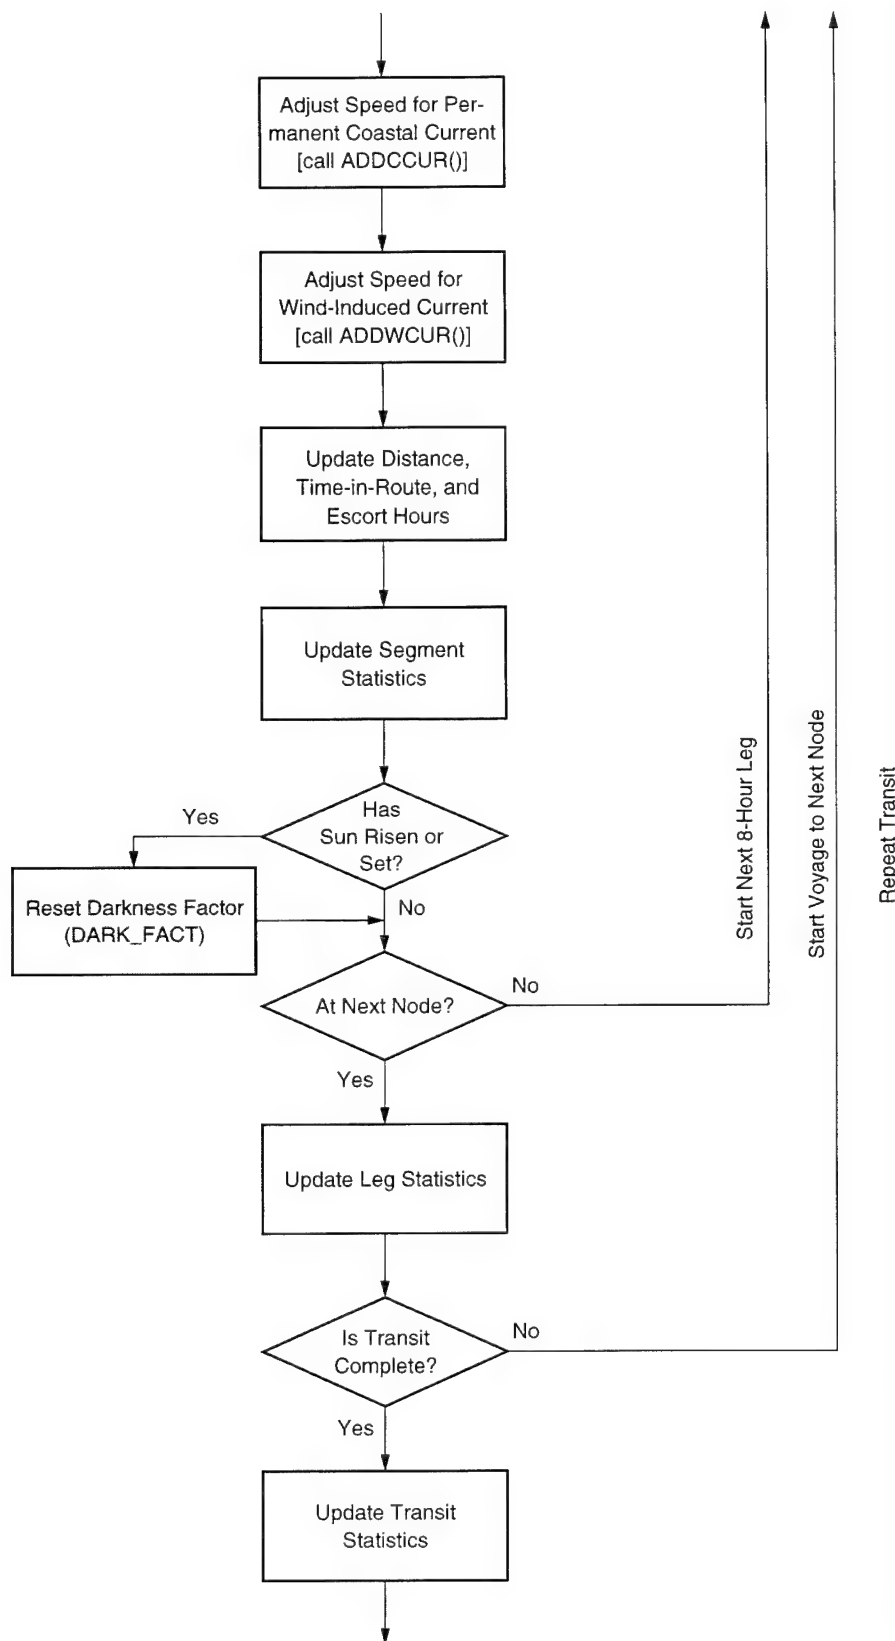 Adjust Speed for Per-
manent Coastal Current
[call ADDCCUR()]
Adjust Speed for
Wind-Induced Current
[call ADDWCUR()]
Update Distance,
Time-in-Route, and
Escort Hours
Update Segment
Statistics
Has
Sun Risen or
Set?
Yes
No
Reset Darkness Factor
(DARK_FACT)
At Next Node?
No
Yes
Start Next 8-Hour Leg
Start Voyage to Next Node
Repeat Transit
Update Leg Statistics
Is Transit
Complete?
No
Yes
Update Transit
Statistics